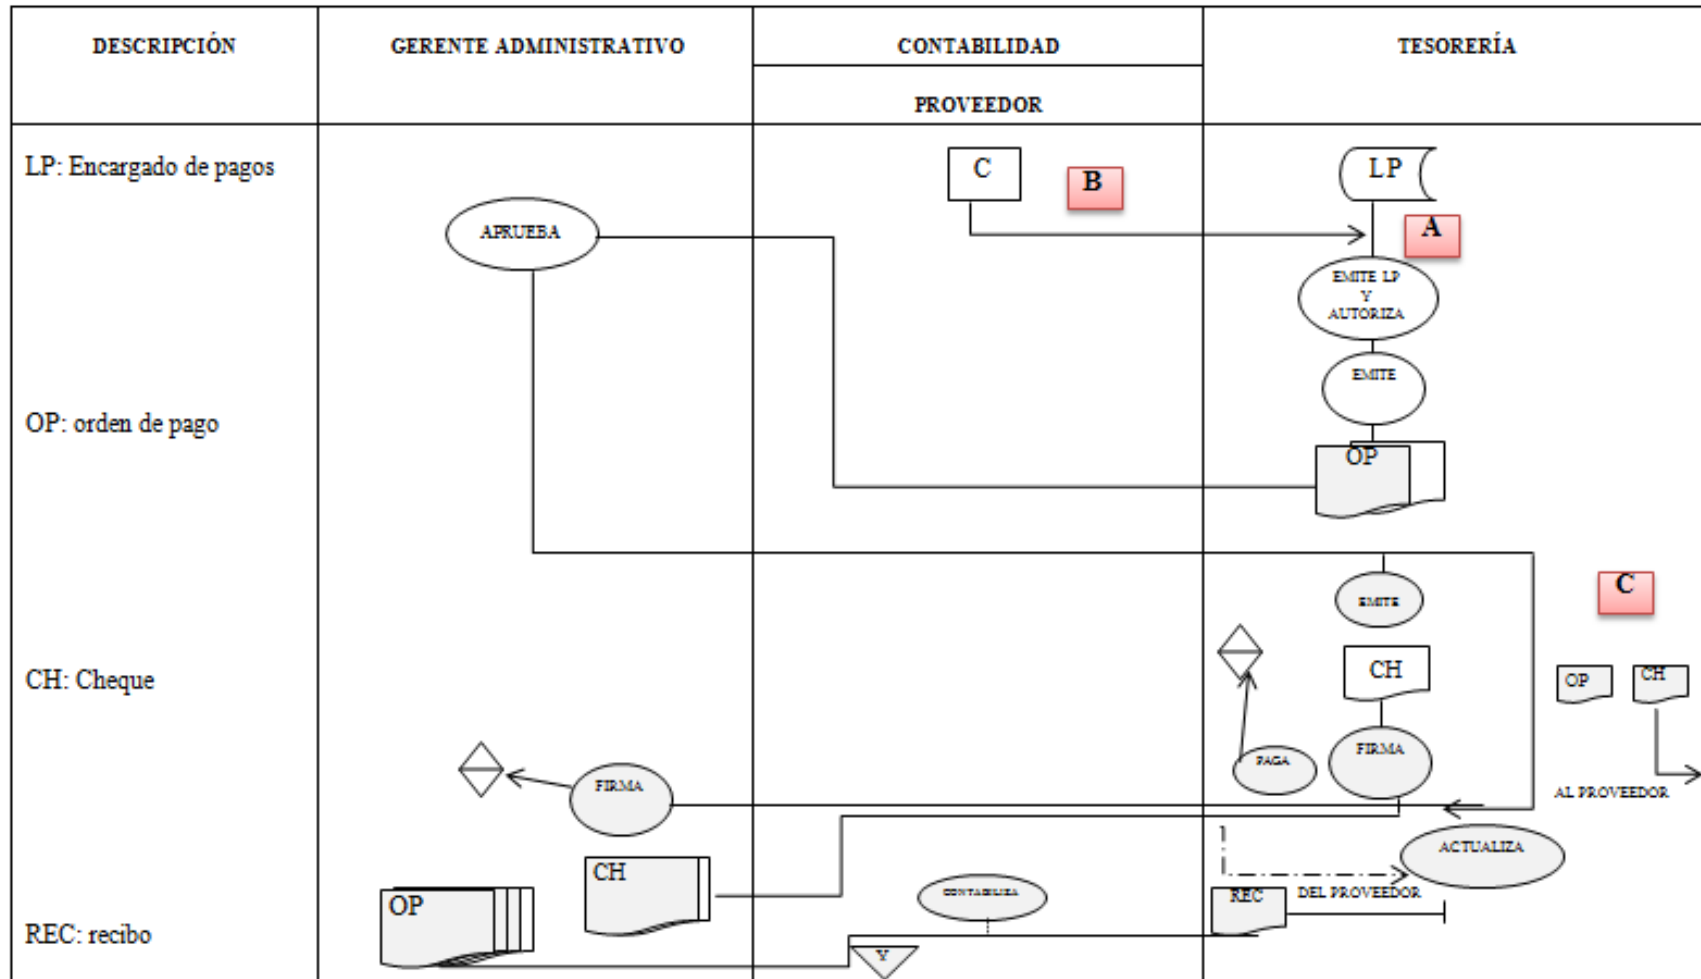 DESCRIPCIÓN
GERENTE ADMINISTRATIVO
CONTABILIDAD
TESORERÍA
PROVEEDOR
LP: Encargado de pagos
C
B
LP
APRUEBA
A
EMITE LP
Y
AUTORIZA
EMITE
OP: orden de pago
OP
EMITE
C
CH: Cheque
CH
OP
CH
FIRMA
PAGA
FIRMA
AL PROVEEDOR
ACTUALIZA
CH
OP
CONTABILIZA
REC
DEL PROVEEDOR
REC: recibo
Y